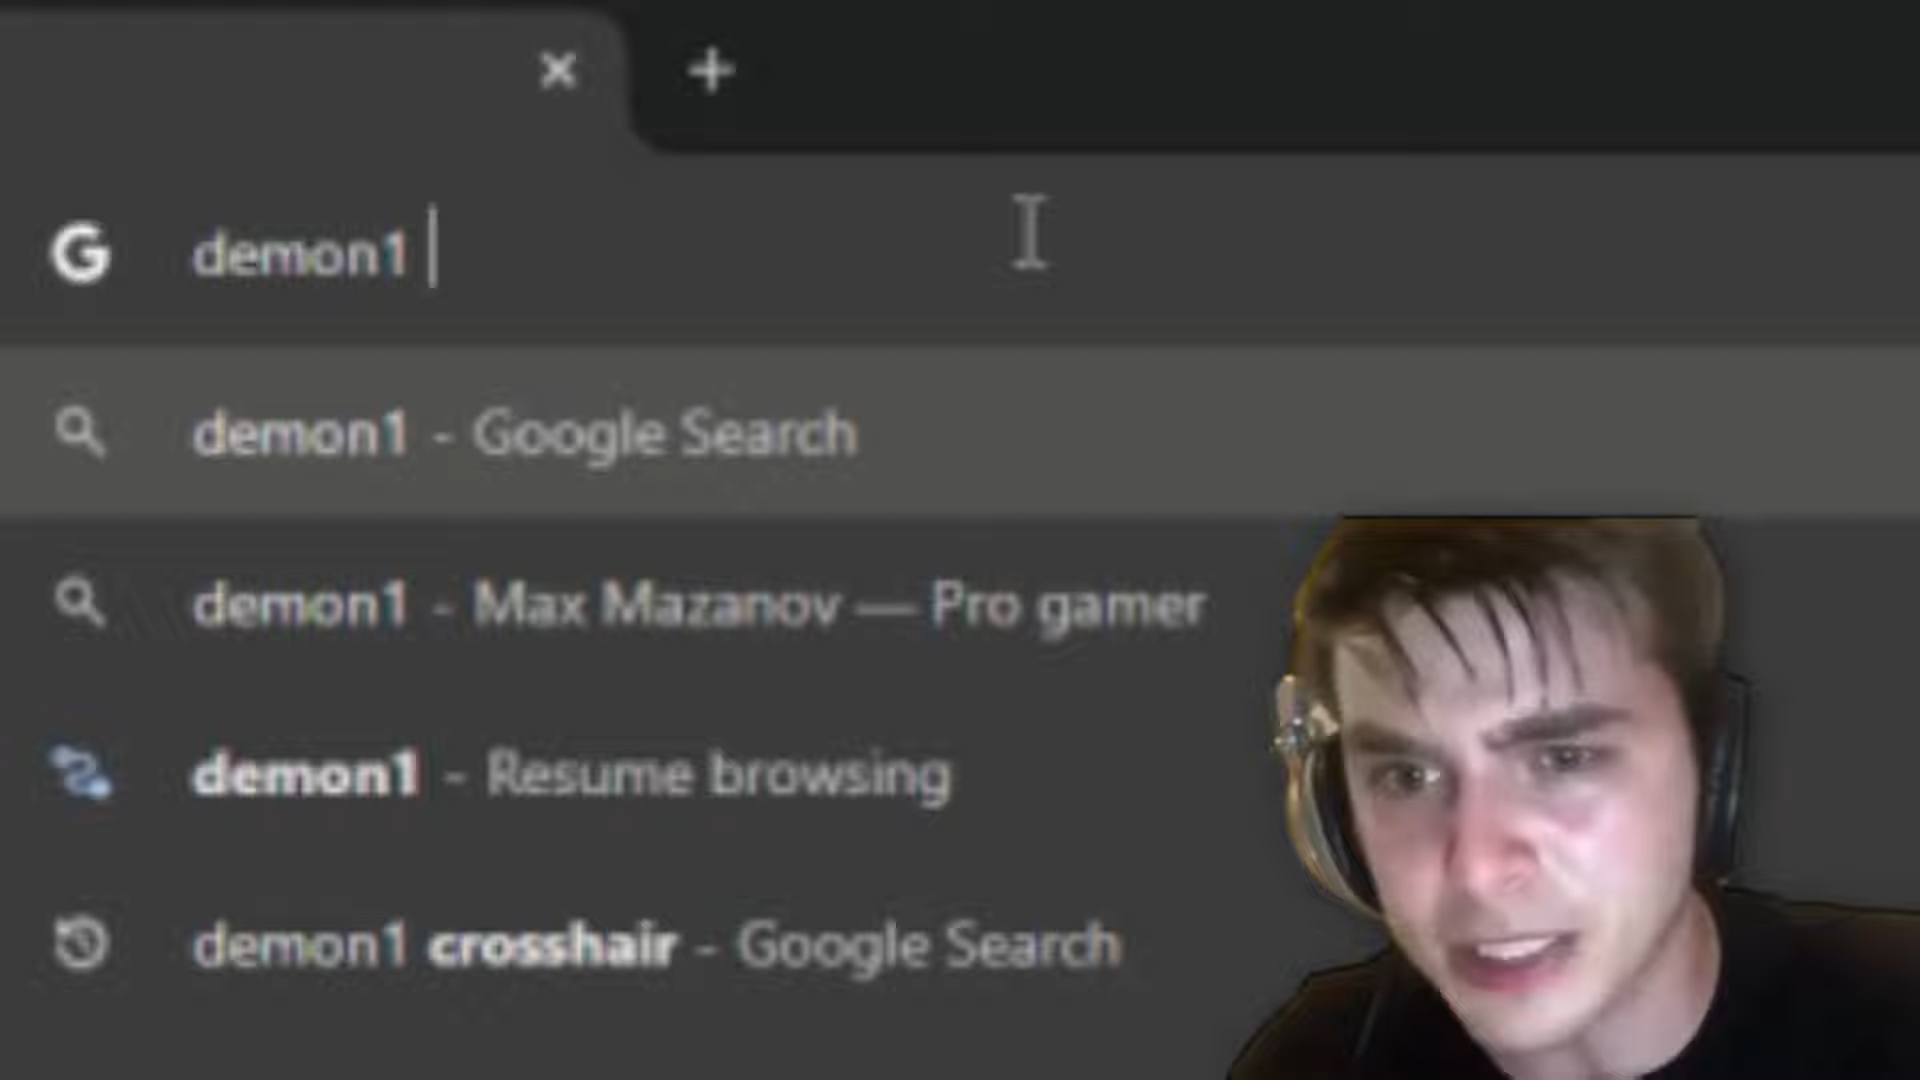 demon1
demon1 - Google Search
demon1 - Max Mazanov — Pro gamer
demon1 - Resume browsing
demon1 crosshair - Google Search